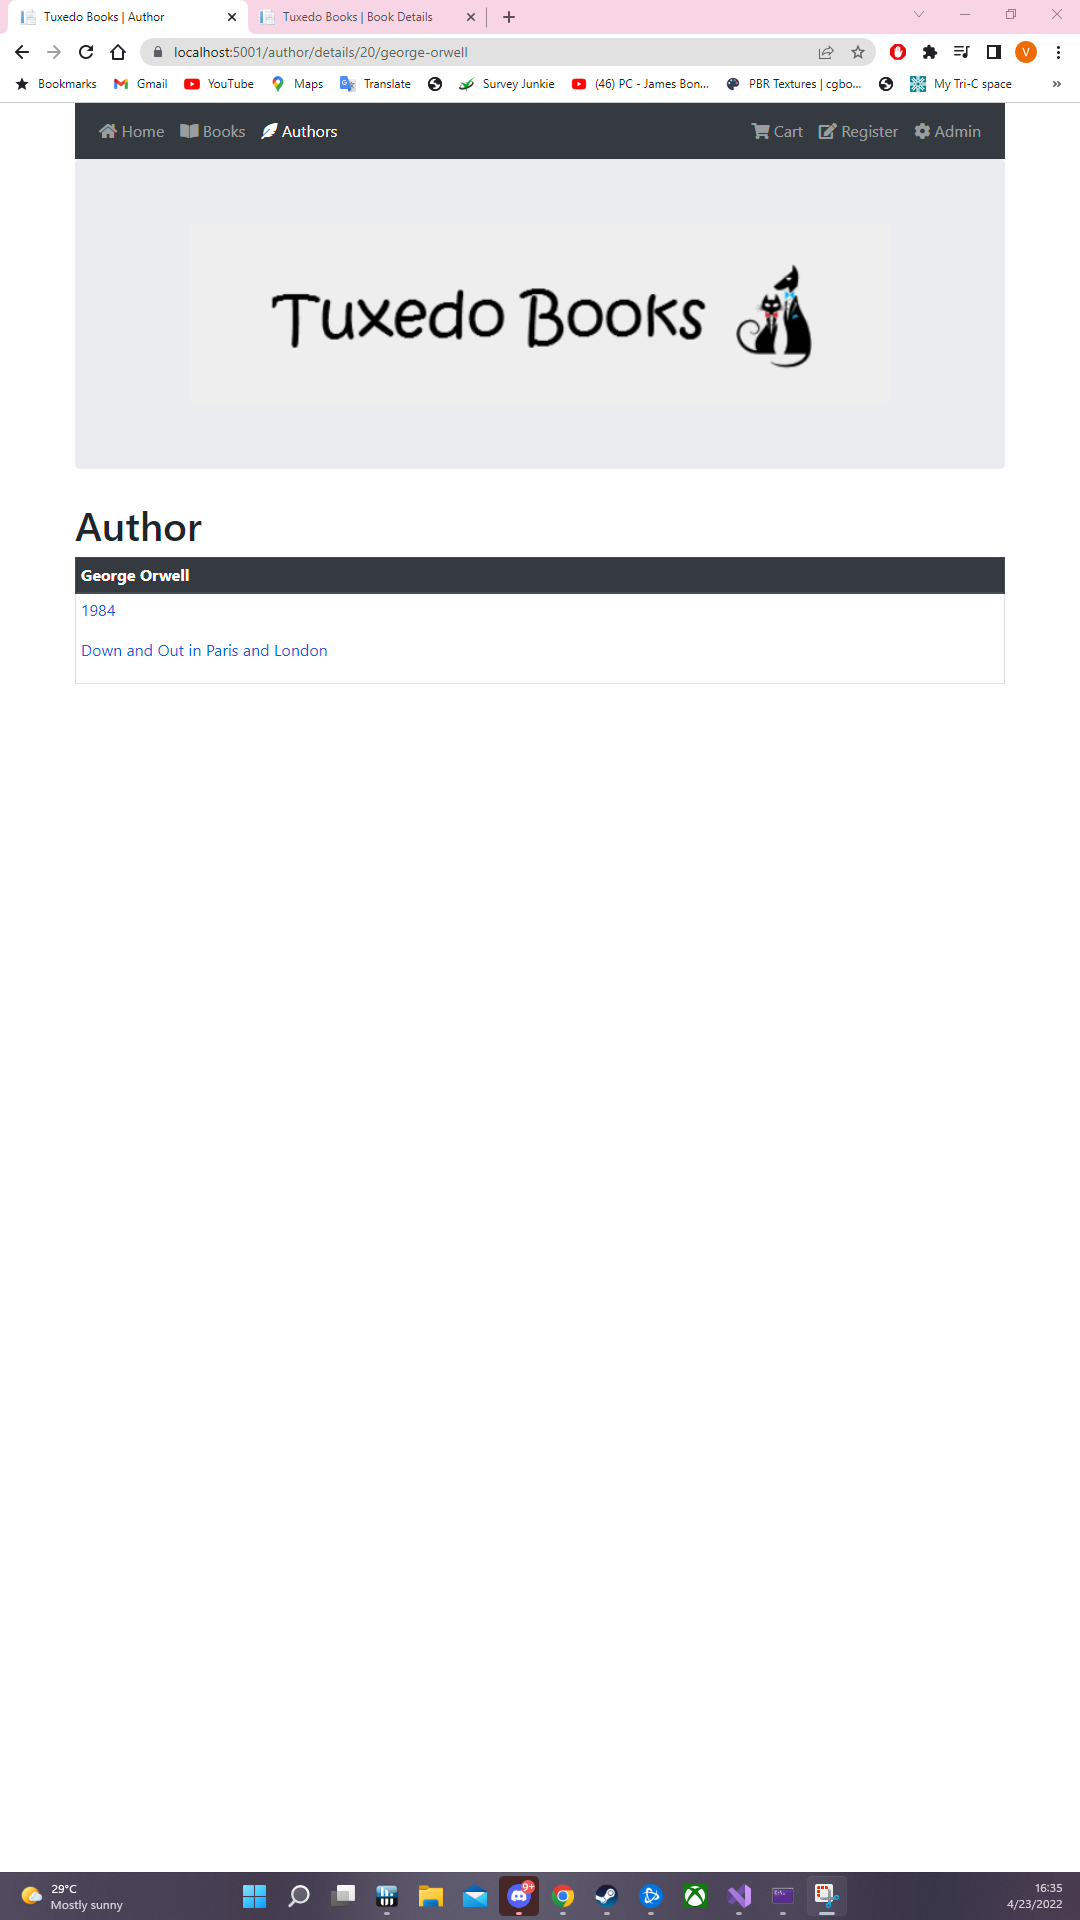 Tuxedo Books | Author
Tuxedo Books | Book Details
localhost:5001/author/details/20/george-orwell
V
Bookmarks
Gmail
YouTube
Maps
Translate
Survey Junkie
(46) PC - James Bon...
PBR Textures | cgbo...
My Tri-C space
»
Home
Books
Authors
Cart
Register
Admin
Tuxedo Books
Author
George Orwell
1984
Down and Out in Paris and London
29°C
Mostly sunny
9+
16:35
4/23/2022